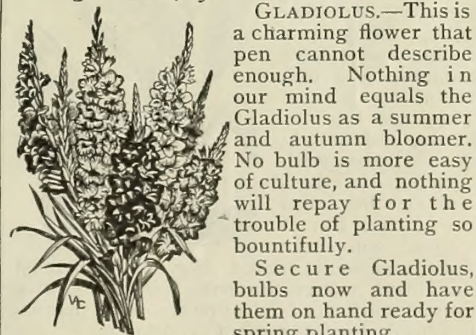 GLADIOLUS.—This is
a charming flower that
pen cannot describe
enough. Nothing in
our mind equals the
Gladiolus as a summer
and autumn bloomer.
No bulb is more easy
of culture, and nothing
will repay for the
trouble of planting so
bountifully.
Secure Gladiolus,
bulbs now and have
them on hand ready for
spring planting